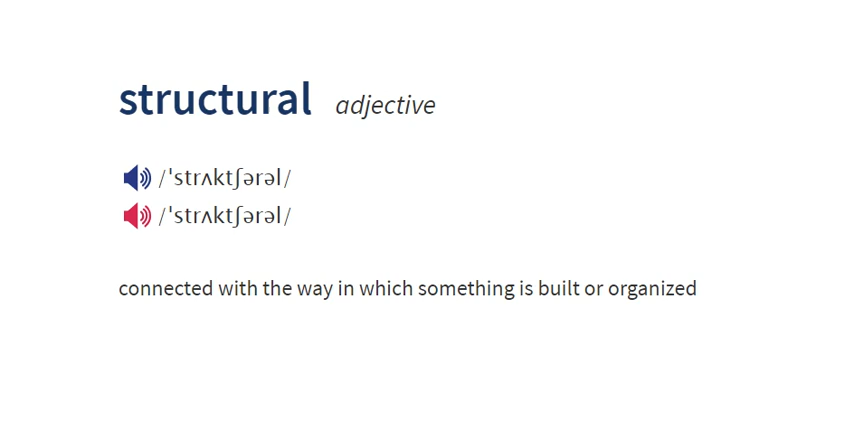 structural adjective
/ˈstrʌktʃərəl/
/ˈstrʌktʃərəl/
connected with the way in which something is built or organized